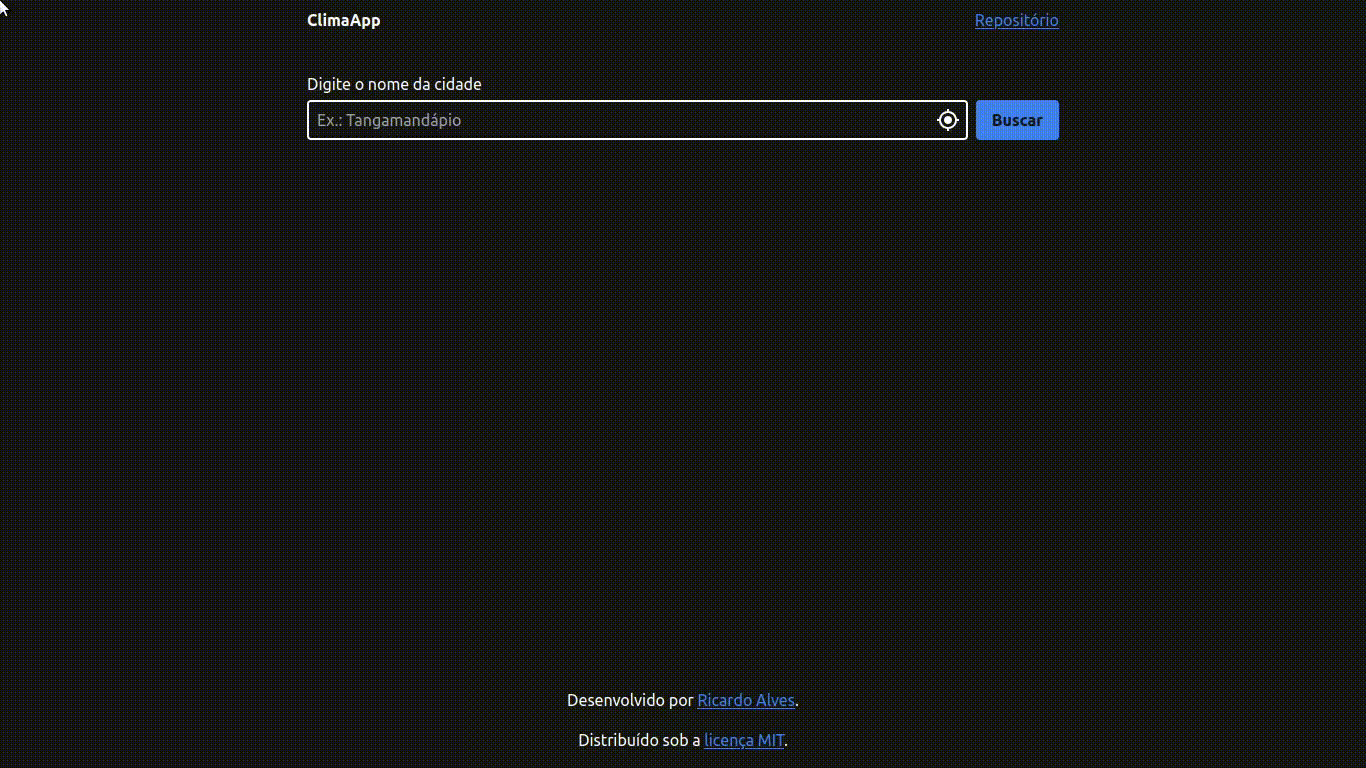 ClimaApp
Repositório
Digite o nome da cidade
Ex.: Tangamandápio
Buscar
Desenvolvido por Ricardo Alves.
Distribuído sob a licença MIT.